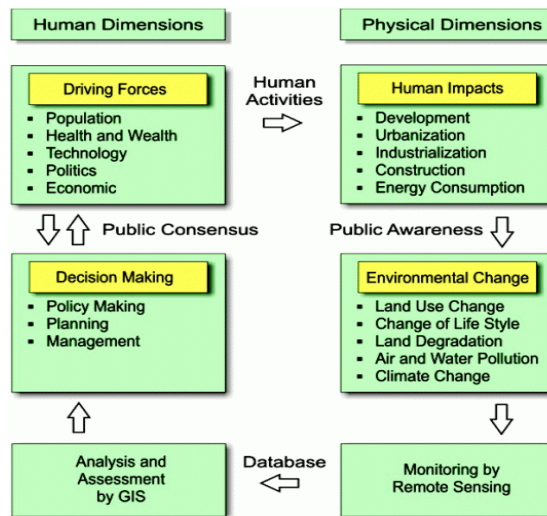 Human Dimensions
Physical Dimensions
Driving Forces
▪ Population
▪ Health and Wealth
▪ Technology
▪ Politics
▪ Economic
Human
Activities
Human Impacts
▪ Development
▪ Urbanization
▪ Industrialization
▪ Construction
▪ Energy Consumption
Public Consensus
Public Awareness
Decision Making
▪ Policy Making
▪ Planning
▪ Management
Environmental Change
▪ Land Use Change
▪ Change of Life Style
▪ Land Degradation
▪ Air and Water Pollution
▪ Climate Change
Analysis and
Assessment
by GIS
Database
Monitoring by
Remote Sensing